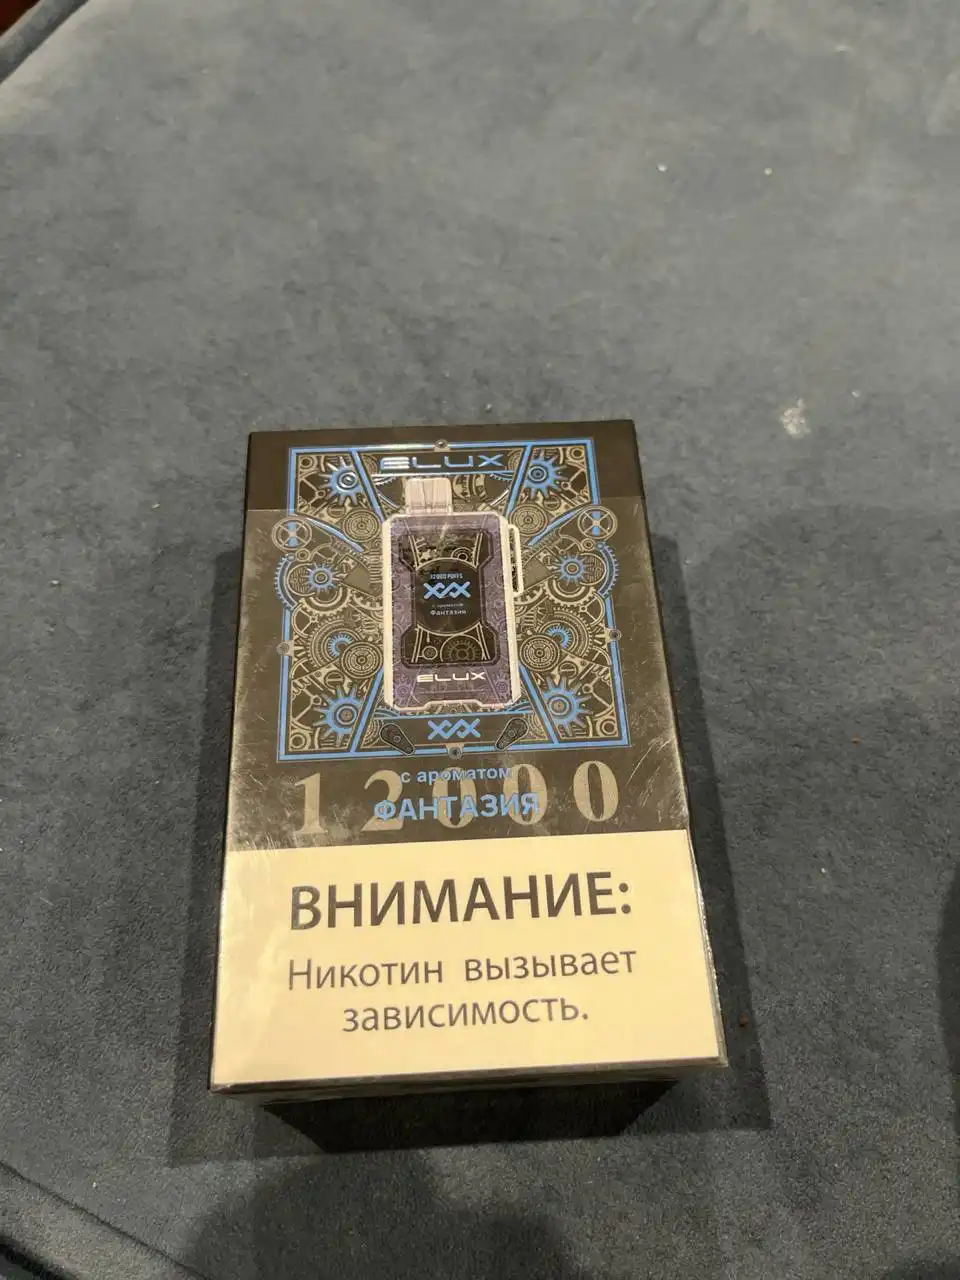 ELUX
12000 PUFFS
с ароматом
Фантазия
ELUX
12000
с ароматом
ФАНТАЗИЯ
ВНИМАНИЕ:
Никотин вызывает
зависимость.